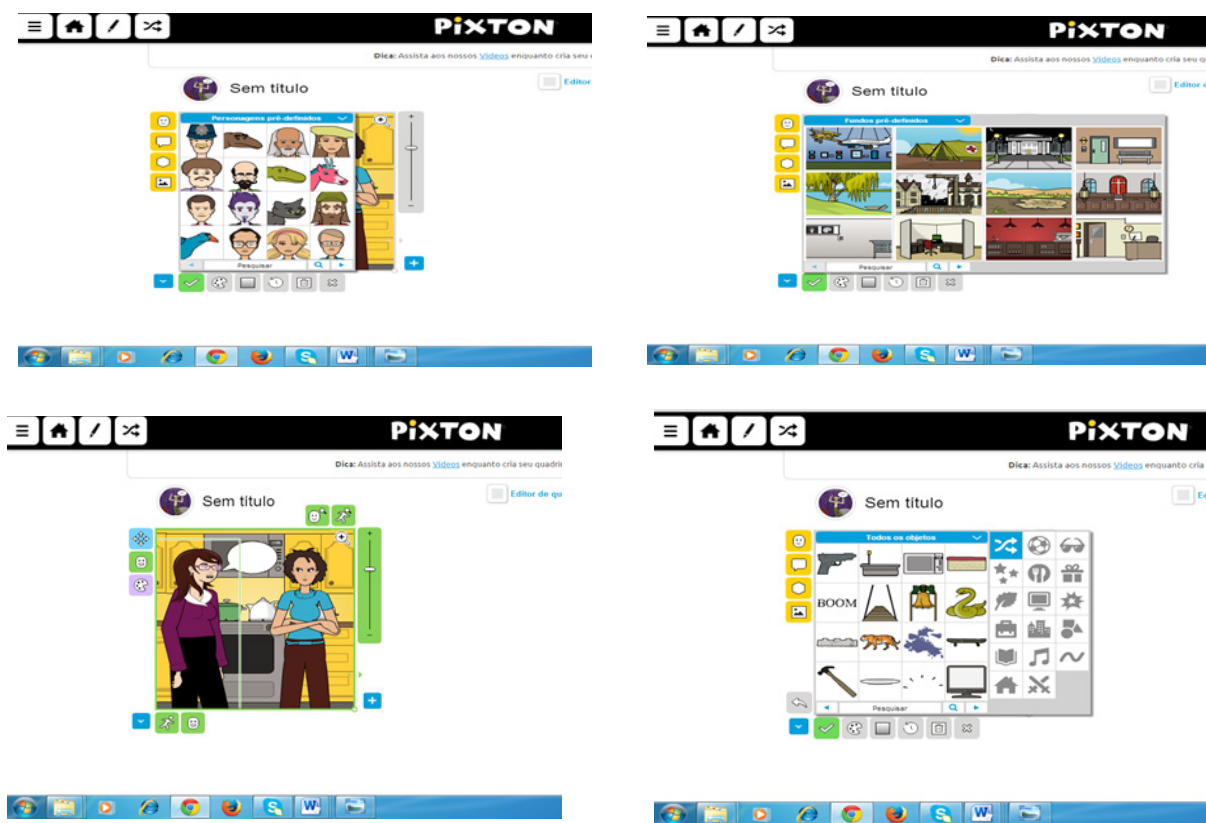 PiXTON
Dica: Assista aos nossos Vídeos enquanto cria seu
Sem título
Editor
Personagens pré-definidos
Pesquisar
PiXTON
Dica: Assista aos nossos Vídeos enquanto cria seu
Sem título
Editor
Fundos pré-definidos
Pesquisar
PiXTON
Dica: Assista aos nossos Vídeos enquanto cria seu quadri
Sem título
Editor de qu
PiXTON
Dica: Assista aos nossos Vídeos enquanto cria
Sem título
Todos os objetos
BOOM
Pesquisar